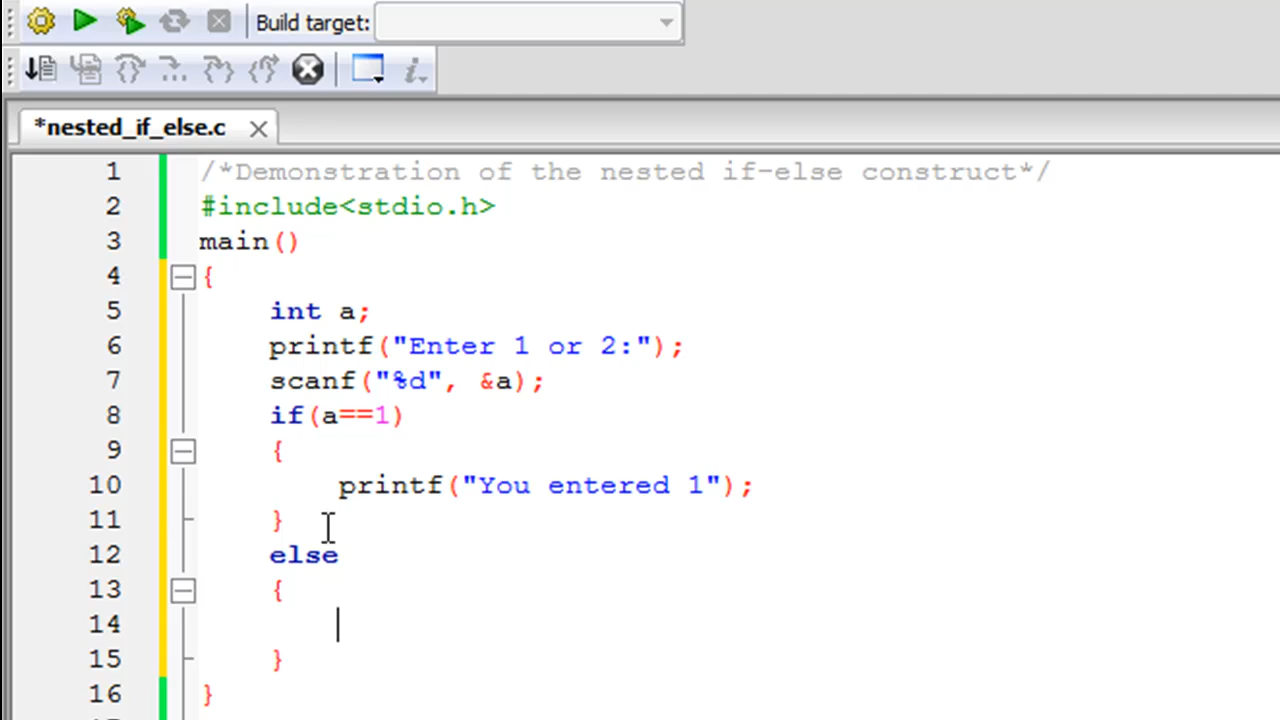 Build target:
*nested_if_else.c
1 /*Demonstration of the nested if-else construct*/
2 #include<stdio.h>
3 main()
4 {
5 int a;
6 printf("Enter 1 or 2:");
7 scanf("%d", &a);
8 if(a==1)
9 {
10 printf("You entered 1");
11 }
12 else
13 {
14
15 }
16 }